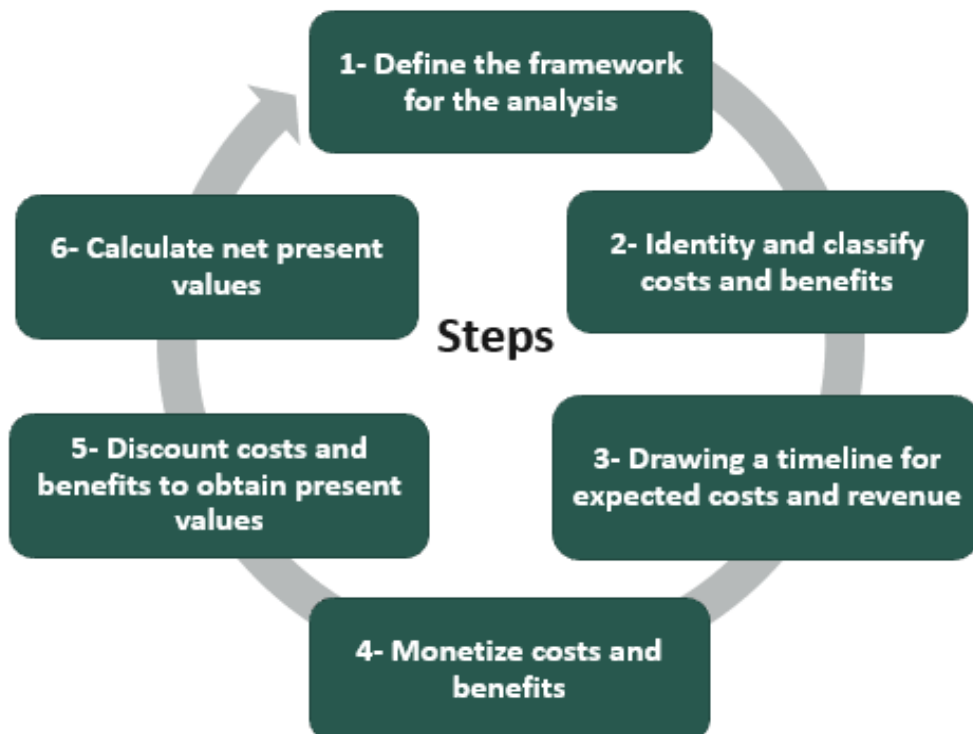 1- Define the framework
for the analysis
2- Identity and classify
costs and benefits
3- Drawing a timeline for
expected costs and revenue
4- Monetize costs and
benefits
5- Discount costs and
benefits to obtain present
values
6- Calculate net present
values
Steps